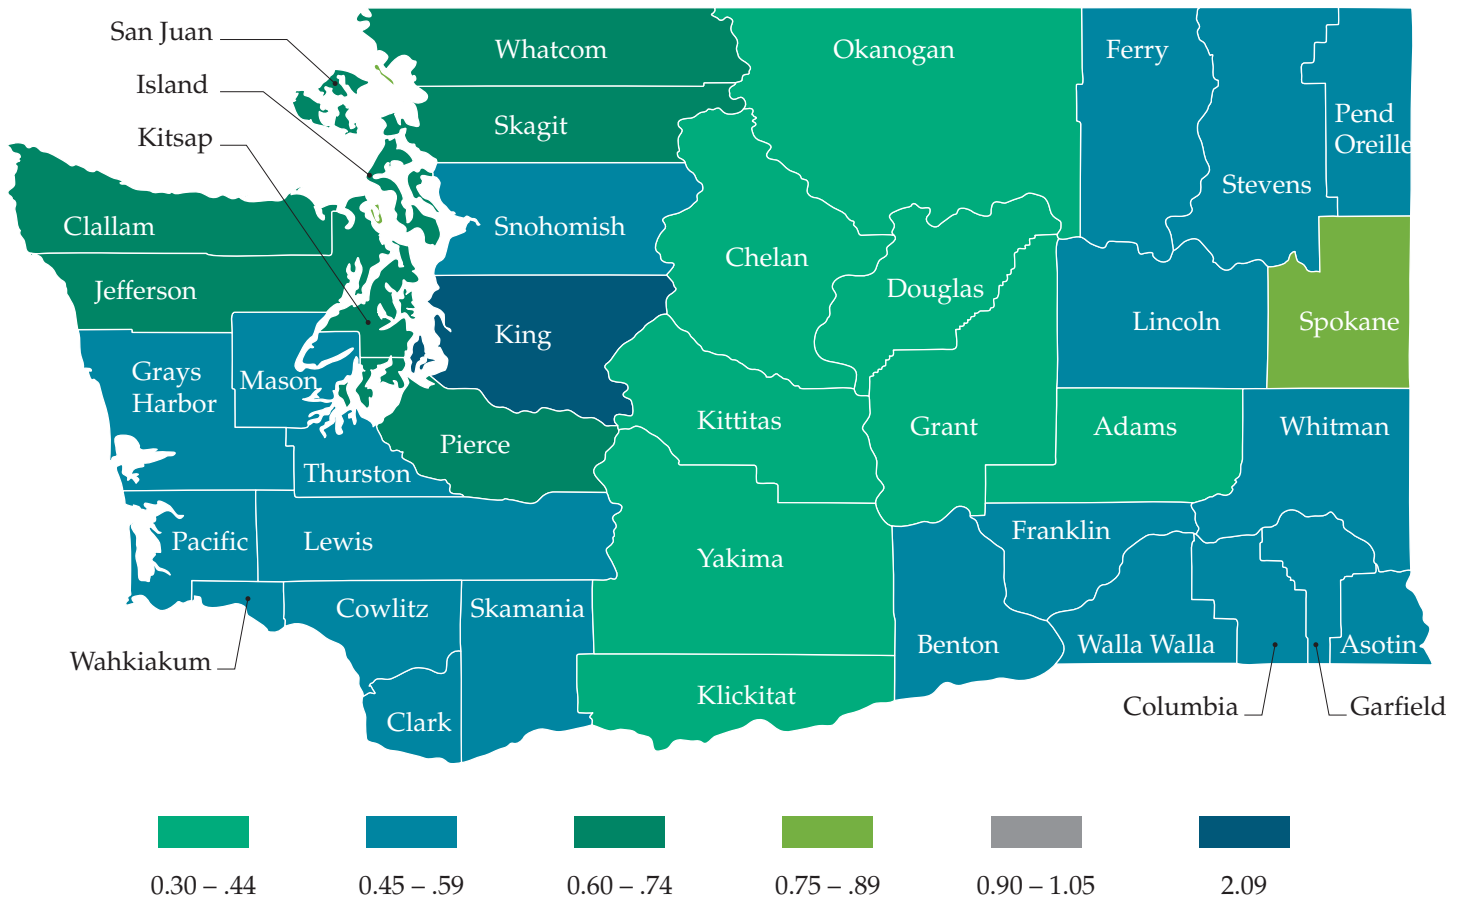 San Juan
Whatcom
Okanogan
Ferry
Island
Pend
Oreille
Skagit
Kitsap
Stevens
Clallam
Snohomish
Chelan
Jefferson
Douglas
King
Lincoln
Spokane
Grays
Harbor
Mason
Kittitas
Grant
Adams
Whitman
Pierce
Thurston
Pacific
Lewis
Yakima
Franklin
Cowlitz
Skamania
Benton
Walla Walla
Asotin
Wahkiakum
Klickitat
Clark
Columbia
Garfield
0.30 – .44
0.45 – .59
0.60 – .74
0.75 – .89
0.90 – 1.05
2.09